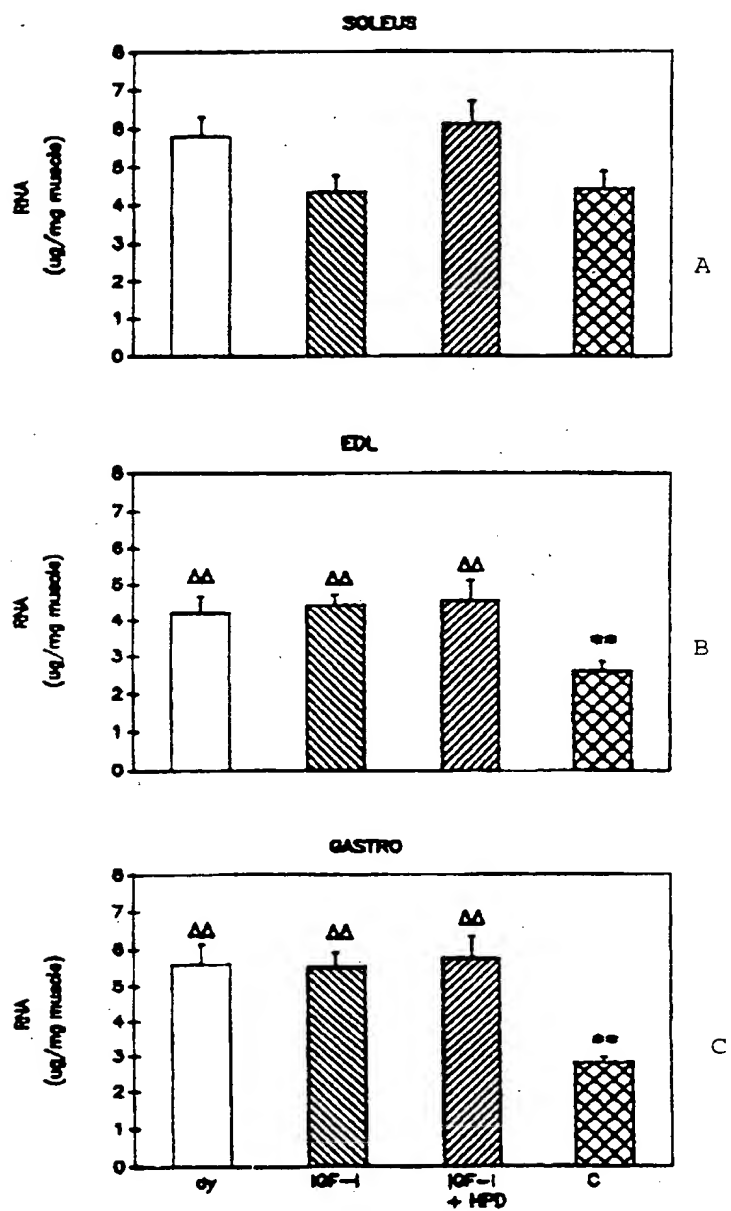 SOLEUS
8
7
6
5
4
3
2
1
0
RNA
(ug/mg muscle)
A
EDL
8
7
6
5
4
3
2
1
0
RNA
(ug/mg muscle)
ΔΔ
ΔΔ
ΔΔ
**
B
GASTRO
8
7
6
5
4
3
2
1
0
RNA
(ug/mg muscle)
ΔΔ
ΔΔ
ΔΔ
**
C
dy
IGF-I
IGF-I
+ HPD
C